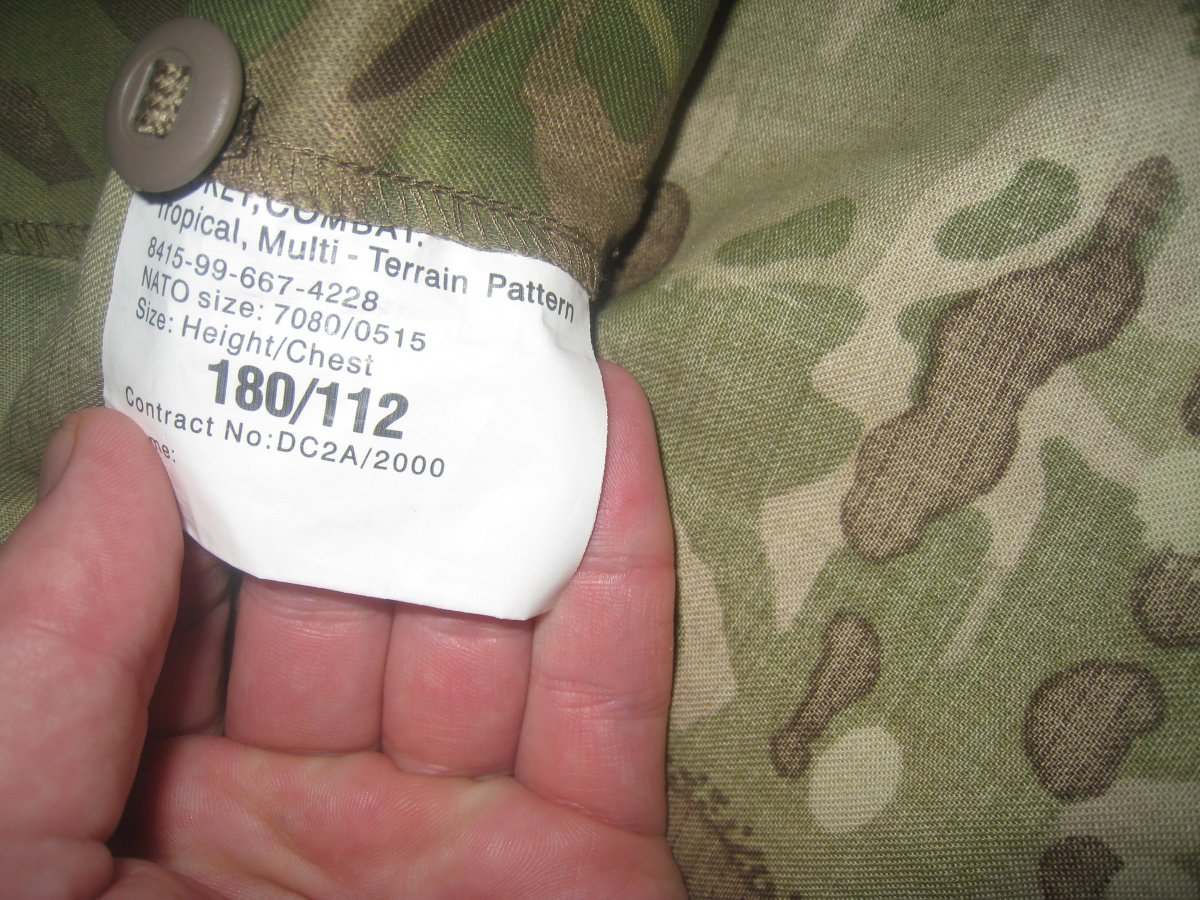 COMBAT.
Tropical, Multi - Terrain Pattern
8415-99-667-4228
NATO size: 7080/0515
Size: Height/Chest
180/112
Contract No:DC2A/2000